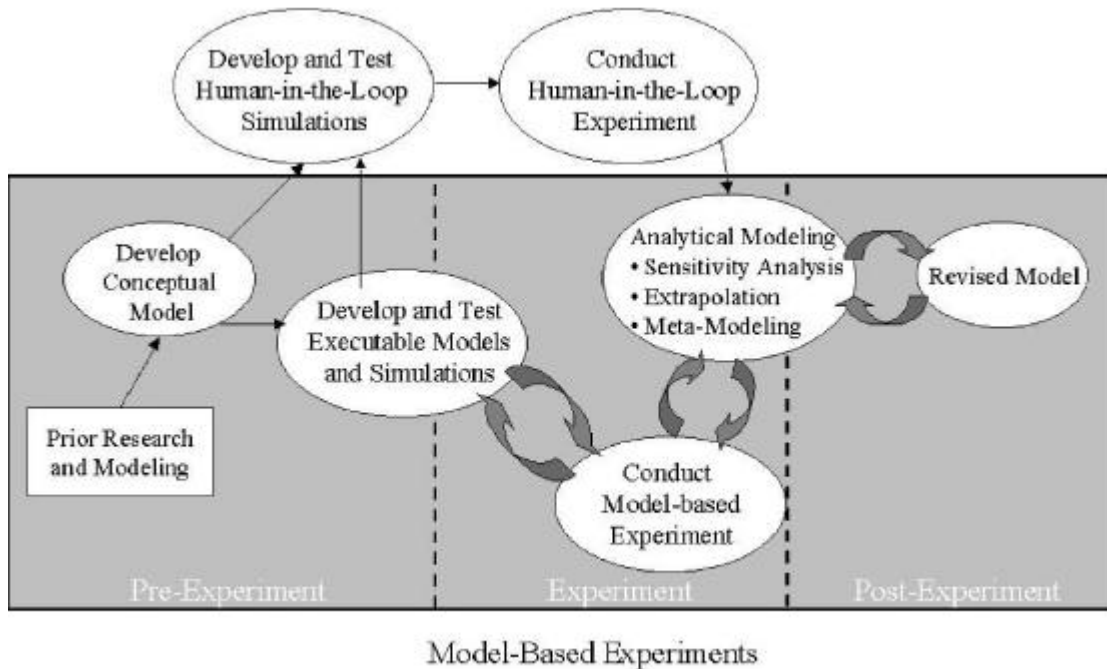 Develop and Test
Human-in-the-Loop
Simulations
Conduct
Human-in-the-Loop
Experiment
Develop
Conceptual
Model
Develop and Test
Executable Models
and Simulations
Analytical Modeling
• Sensitivity Analysis
• Extrapolation
• Meta-Modeling
Revised Model
Prior Research
and Modeling
Conduct
Model-based
Experiment
Pre-Experiment
Experiment
Post-Experiment
Model-Based Experiments